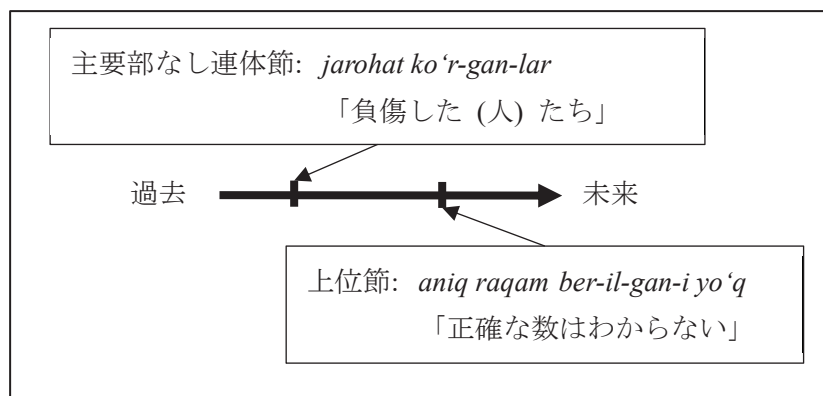 主要部なし連体節: jarohat ko‘r-gan-lar
「負傷した (人) たち」
過去
未来
上位節: aniq raqam ber-il-gan-i yo‘q
「正確な数はわからない」